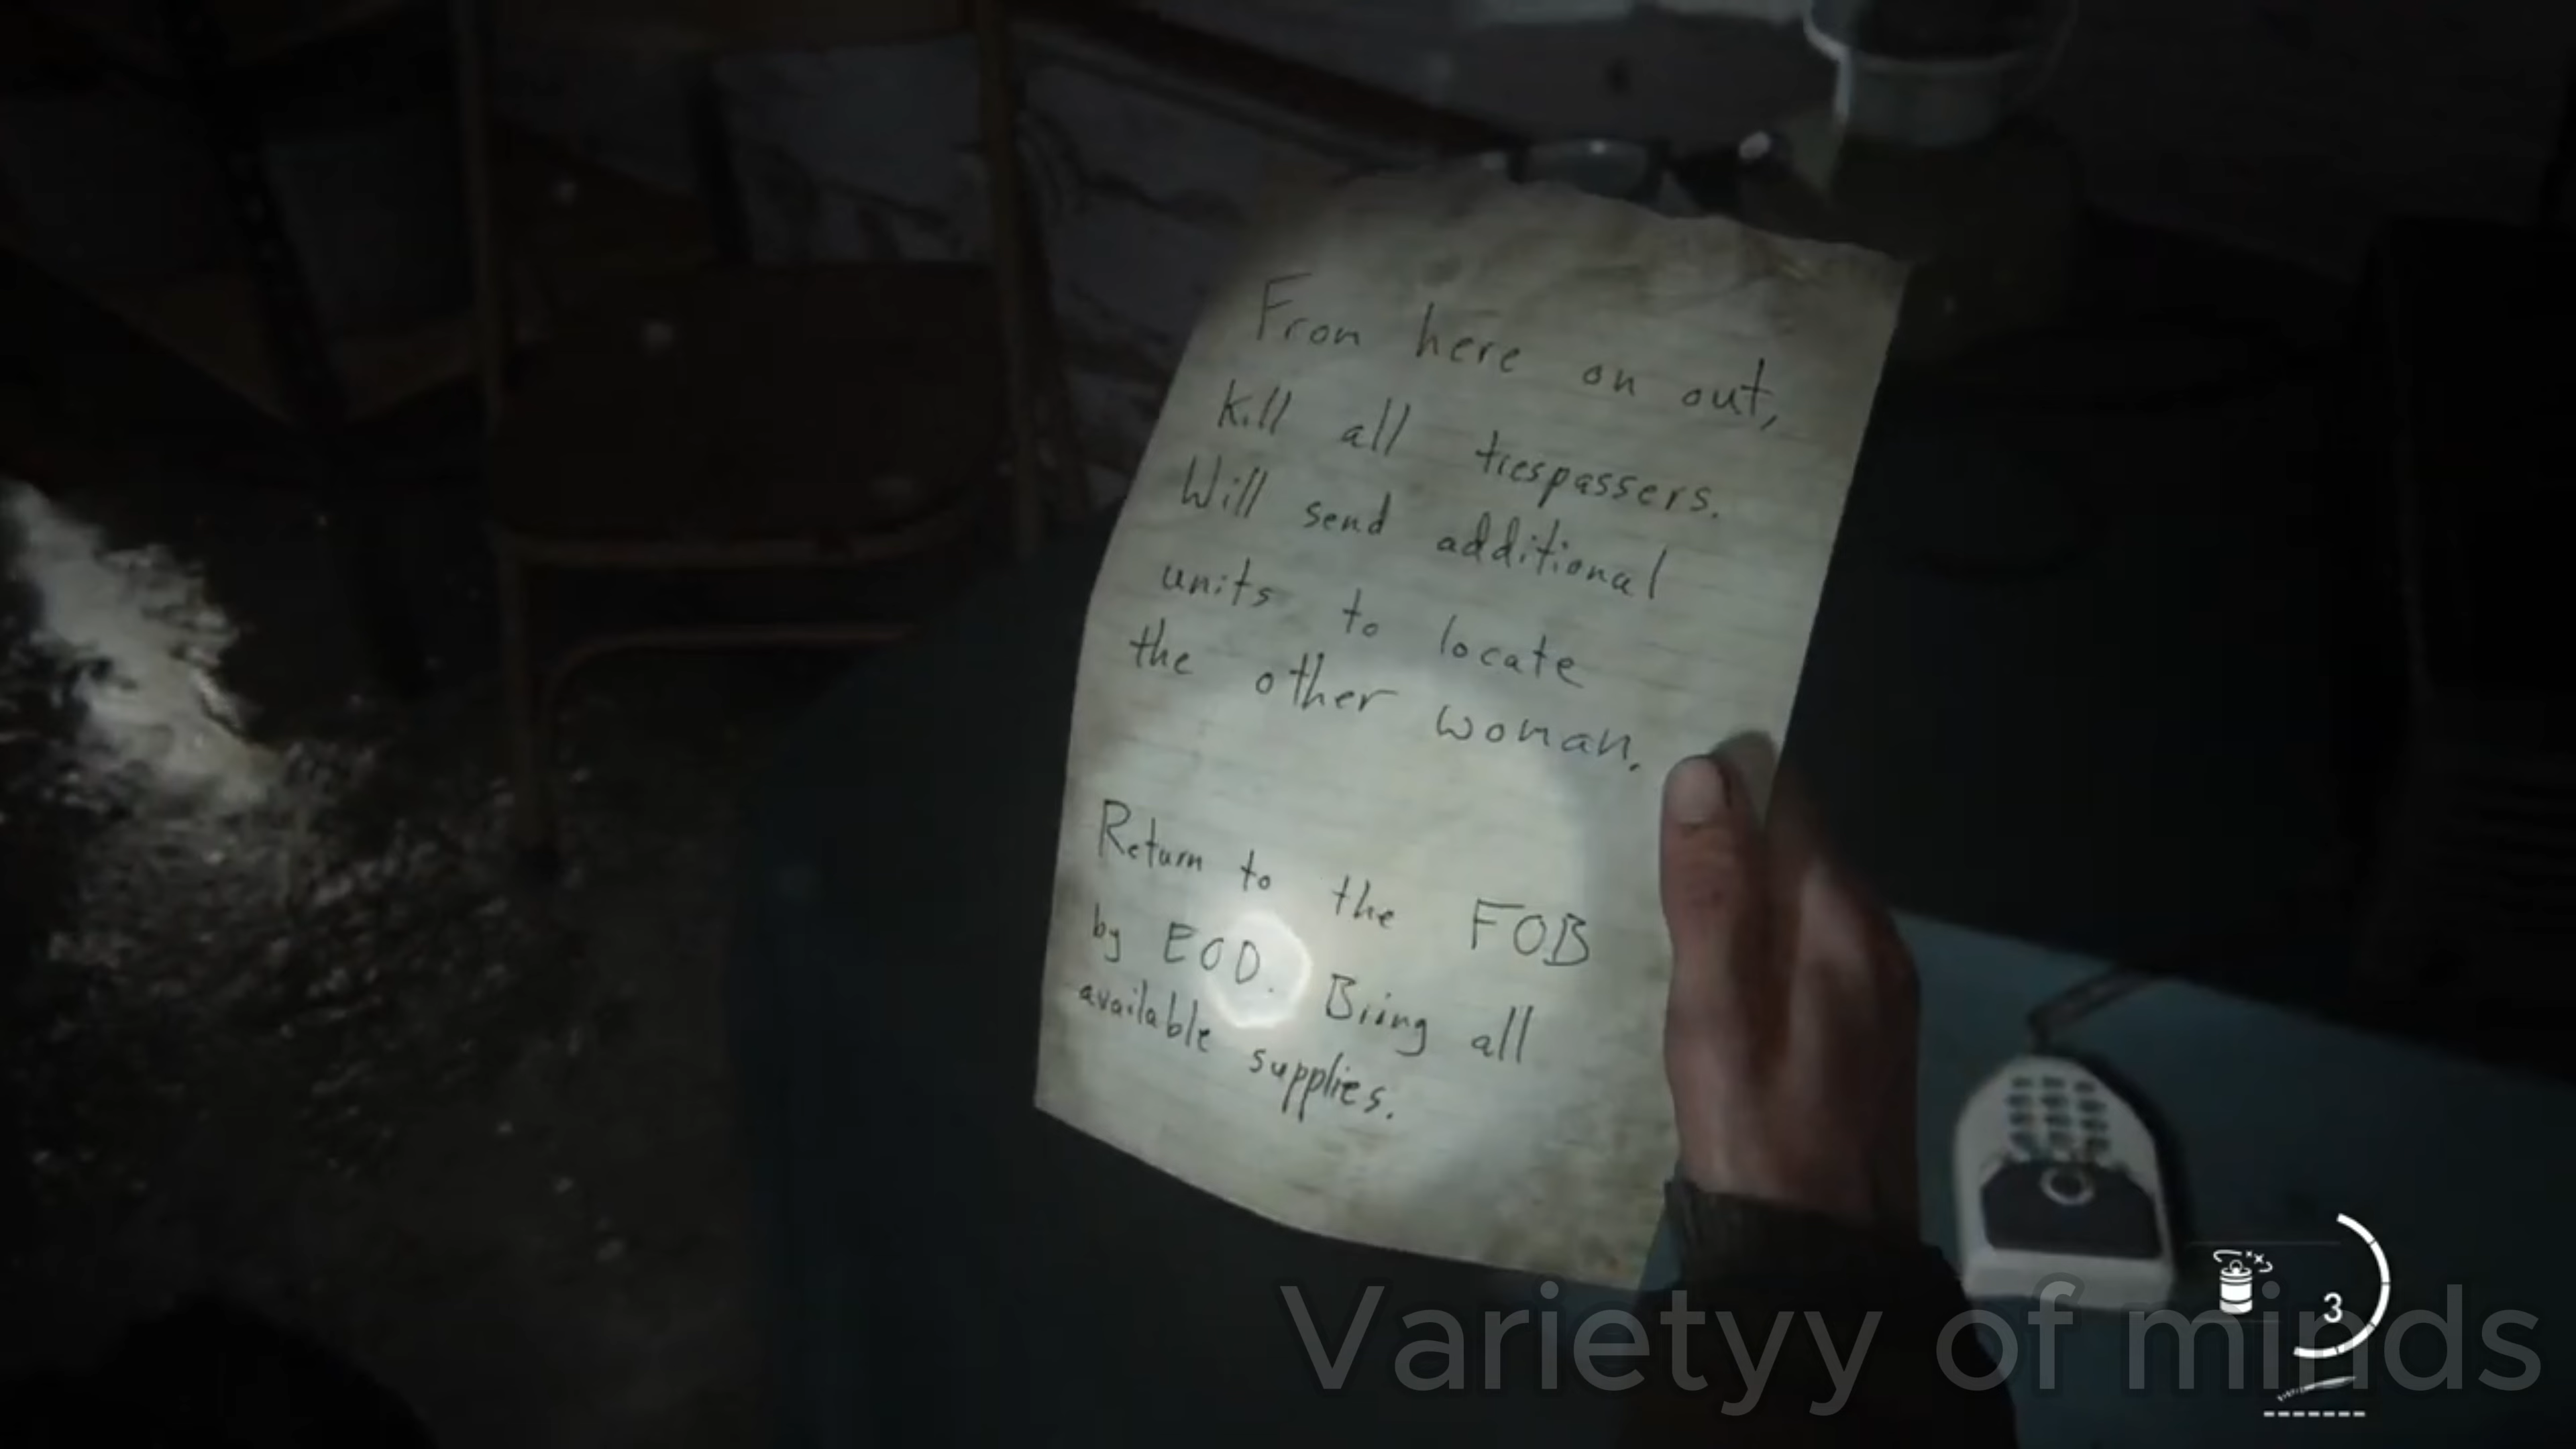 From here on out,
kill all trespassers.
Will send additional
units to locate
the other woman.
Return to the FOB
by EOD. Bring all
available supplies.
3
Varietyy of minds